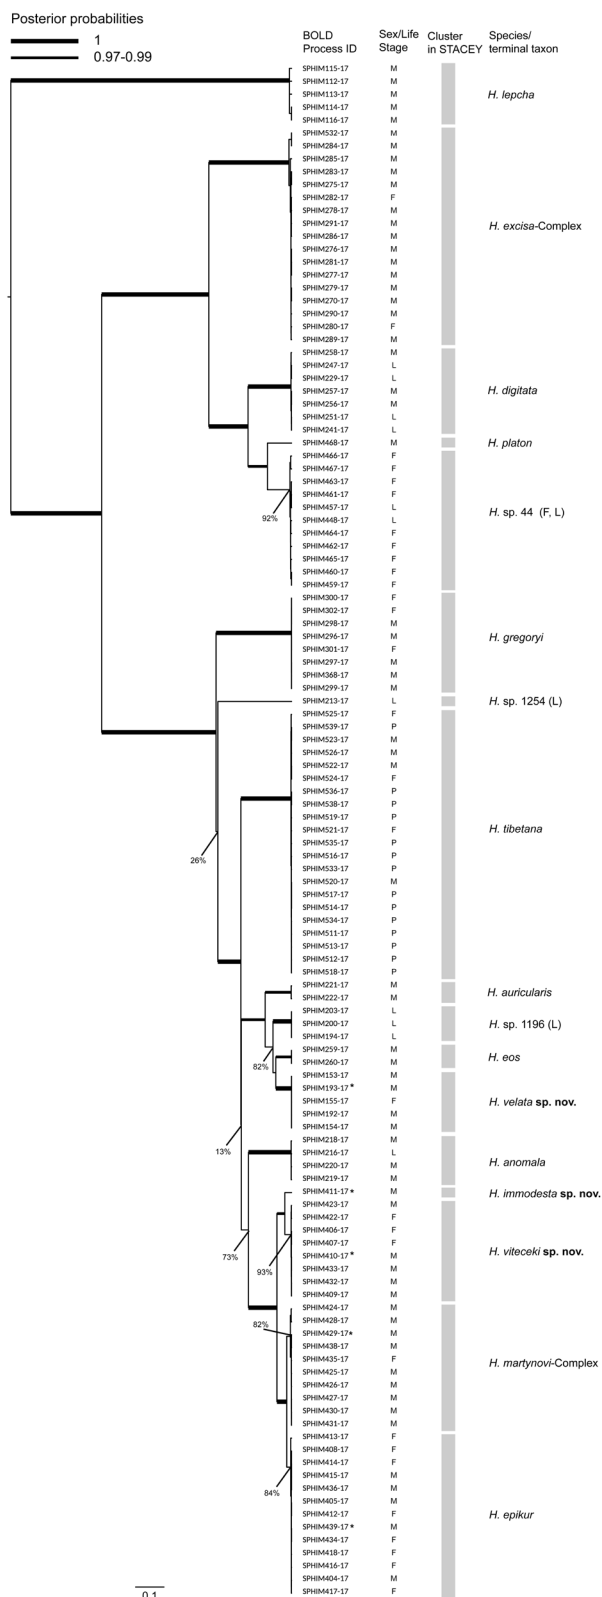 Posterior probabilities
1
0.97-0.99
BOLD Process ID Sex/Life Stage Cluster in STACEY Species/ terminal taxon
SPHIM115-17 M
SPHIM112-17 M
SPHIM113-17 M H. lepcha
SPHIM114-17 M
SPHIM116-17 M
SPHIM532-17 M
SPHIM284-17 M
SPHIM285-17 M
SPHIM283-17 M
SPHIM275-17 M
SPHIM282-17 F
SPHIM278-17 M
SPHIM291-17 M H. excisa-Complex
SPHIM286-17 M
SPHIM276-17 M
SPHIM281-17 M
SPHIM277-17 M
SPHIM279-17 M
SPHIM270-17 M
SPHIM290-17 M
SPHIM280-17 F
SPHIM289-17 M
SPHIM258-17 M
SPHIM247-17 L
SPHIM229-17 L
SPHIM257-17 M H. digitata
SPHIM256-17 M
SPHIM251-17 L
SPHIM241-17 L
SPHIM468-17 M H. platon
SPHIM466-17 F
SPHIM467-17 F
SPHIM463-17 F
SPHIM461-17 F
SPHIM457-17 L
92% SPHIM448-17 L H. sp. 44 (F, L)
SPHIM464-17 F
SPHIM462-17 F
SPHIM465-17 F
SPHIM460-17 F
SPHIM459-17 F
SPHIM300-17 F
SPHIM302-17 F
SPHIM298-17 M
SPHIM296-17 M H. gregoryi
SPHIM301-17 F
SPHIM297-17 M
SPHIM368-17 M
SPHIM299-17 M
SPHIM213-17 L H. sp. 1254 (L)
SPHIM525-17 F
SPHIM539-17 P
SPHIM523-17 M
SPHIM526-17 M
SPHIM522-17 M
SPHIM524-17 F
SPHIM536-17 P
SPHIM538-17 P
SPHIM519-17 P
SPHIM521-17 F H. tibetana
SPHIM535-17 P
26% SPHIM516-17 P
SPHIM533-17 P
SPHIM520-17 M
SPHIM517-17 P
SPHIM514-17 P
SPHIM534-17 P
SPHIM511-17 P
SPHIM513-17 P
SPHIM512-17 P
SPHIM518-17 P
SPHIM221-17 M H. auricularis
SPHIM222-17 M
SPHIM203-17 L
SPHIM200-17 L H. sp. 1196 (L)
SPHIM194-17 L
SPHIM259-17 M H. eos
82% SPHIM260-17 M
SPHIM153-17 M
SPHIM193-17 * M
SPHIM155-17 F H. velata sp. nov.
SPHIM192-17 M
SPHIM154-17 M
SPHIM218-17 M
13% SPHIM216-17 L H. anomala
SPHIM220-17 M
SPHIM219-17 M
SPHIM411-17 * M H. immodesta sp. nov.
SPHIM423-17 M
SPHIM422-17 F
SPHIM406-17 F
SPHIM407-17 F
73% SPHIM410-17 * M H. viteceki sp. nov.
93% SPHIM433-17 M
SPHIM432-17 M
SPHIM409-17 M
SPHIM424-17 M
82% SPHIM428-17 M
SPHIM429-17 * M
SPHIM438-17 M
SPHIM435-17 F H. martynovi-Complex
SPHIM425-17 M
SPHIM426-17 M
SPHIM427-17 M
SPHIM430-17 M
SPHIM431-17 M
SPHIM413-17 F
SPHIM408-17 F
SPHIM414-17 F
SPHIM415-17 M
84% SPHIM436-17 M
SPHIM405-17 M
SPHIM412-17 F H. epikur
SPHIM439-17 * M
SPHIM434-17 F
SPHIM418-17 F
SPHIM416-17 F
SPHIM404-17 M
0.1 SPHIM417-17 F